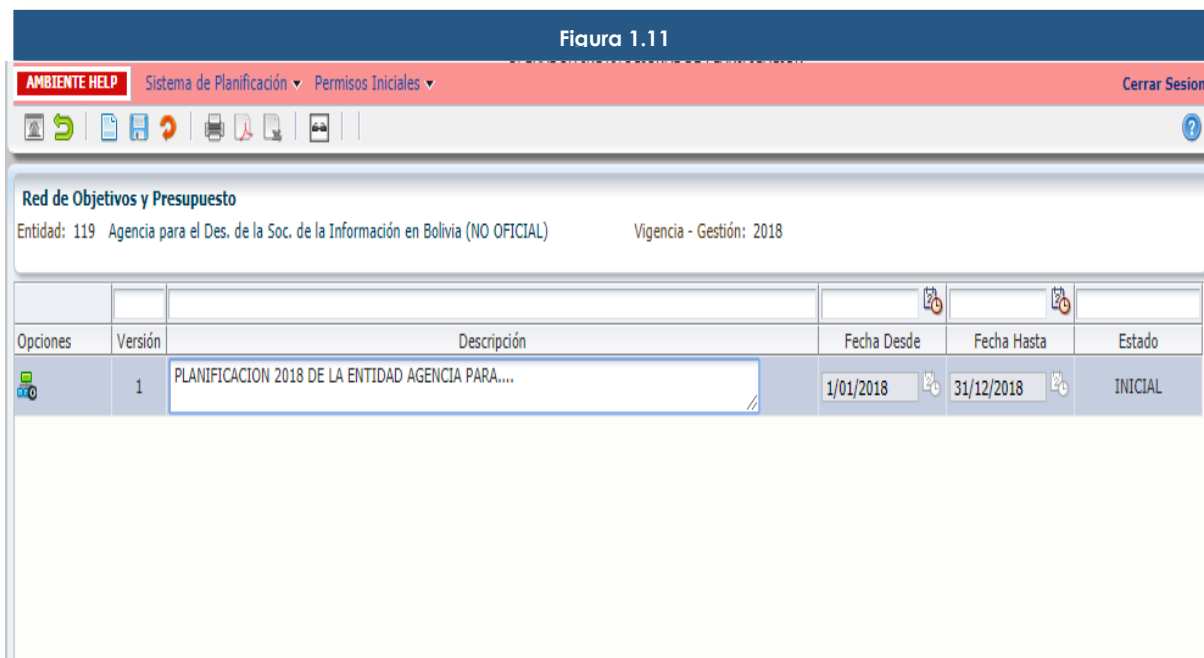 Figura 1.11
AMBIENTE HELP Sistema de Planificación Permisos Iniciales Cerrar Sesion
Red de Objetivos y Presupuesto
Entidad: 119 Agencia para el Des. de la Soc. de la Información en Bolivia (NO OFICIAL) Vigencia - Gestión: 2018
Opciones Versión Descripción Fecha Desde Fecha Hasta Estado
1 PLANIFICACION 2018 DE LA ENTIDAD AGENCIA PARA.... 1/01/2018 31/12/2018 INICIAL